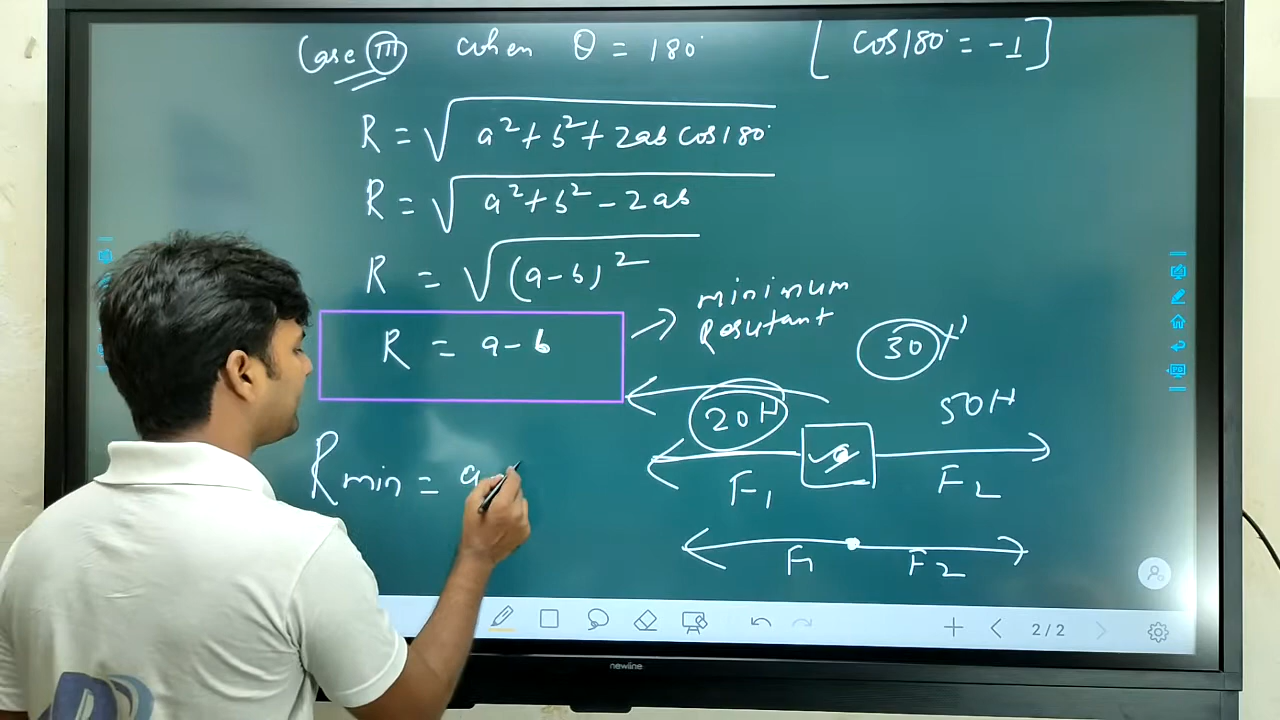 Case III when θ = 180° [cos180° = -1]
R = √(a² + b² + 2ab cos180°)
R = √(a² + b² - 2ab)
R = √(a-b)²
minimum
Resutant
R = a - b
30
20N
50N
a
F1
F2
Rmin = a
F1
F2
2/2
newline